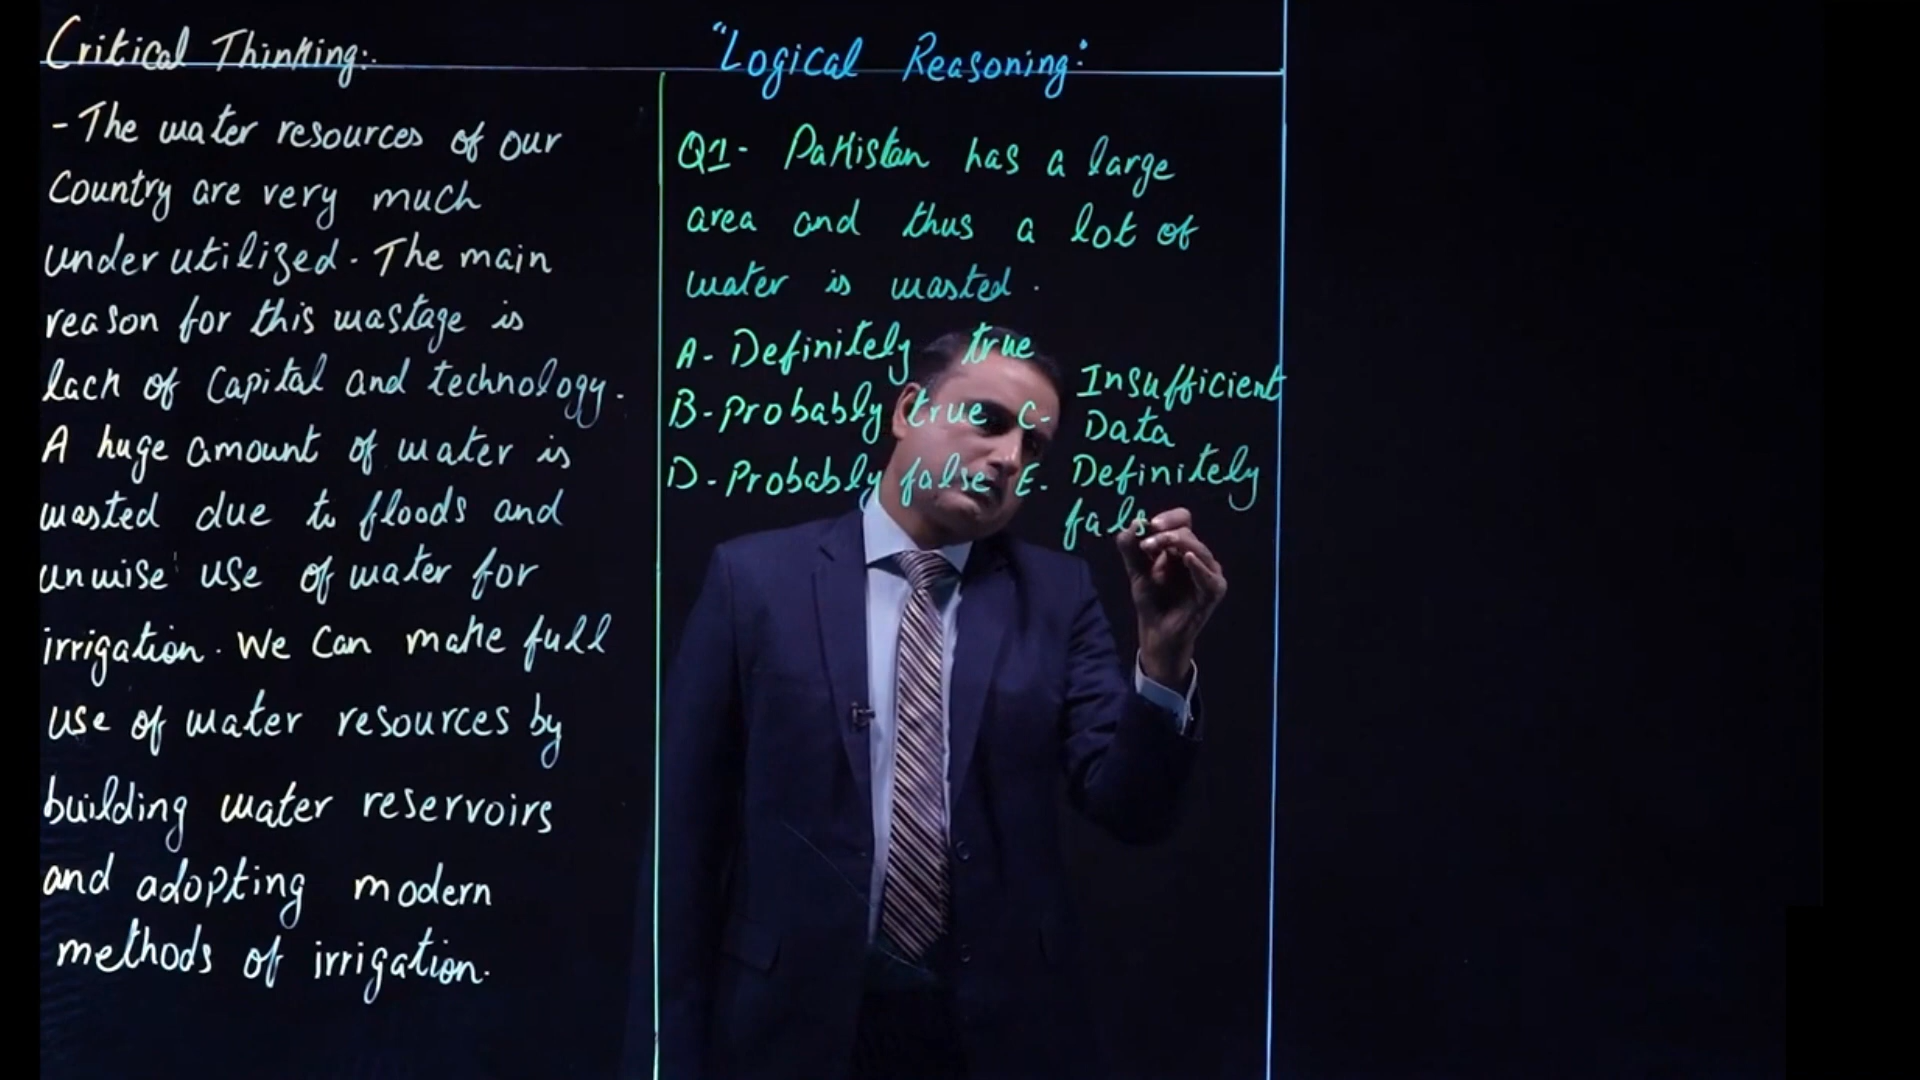 Critical Thinking:.
- The water resources of our
Country are very much
under utilized. The main
reason for this wastage is
lack of Capital and technology.
A huge amount of water is
wasted due to floods and
unwise use of water for
irrigation. We Can make full
use of water resources by
building water reservoirs
and adopting modern
methods of irrigation.
"Logical Reasoning:
Q1- Pakistan has a large
area and thus a lot of
water is wasted.
A- Definitely true
B- Probably true C- Insufficient
Data
D- Probably false E. Definitely
fals